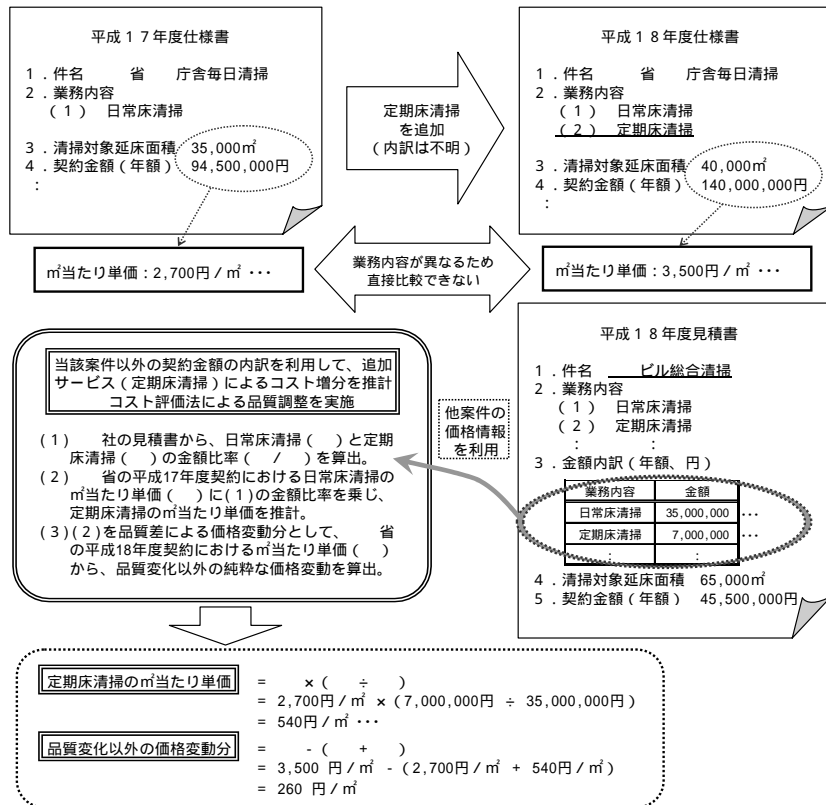 平成１７年度仕様書
１．件名　　省　　庁舎毎日清掃
２．業務内容
（１）　日常床清掃
３．清掃対象延床面積　35,000㎡
４．契約金額（年額）　94,500,000円
：
㎡当たり単価：2,700円／㎡ ･･･
定期床清掃
を追加
（内訳は不明）
業務内容が異なるため
直接比較できない
平成１８年度仕様書
１．件名　　省　　庁舎毎日清掃
２．業務内容
（１）　日常床清掃
（２）　定期床清掃
３．清掃対象延床面積　40,000㎡
４．契約金額（年額）　140,000,000円
：
㎡当たり単価：3,500円／㎡ ･･･
当該案件以外の契約金額の内訳を利用して、追加
サービス（定期床清掃）によるコスト増分を推計
コスト評価法による品質調整を実施
(１)　　社の見積書から、日常床清掃（　）と定期
床清掃（　）の金額比率（　／　）を算出。
(２)　　省の平成17年度契約における日常床清掃の
㎡当たり単価（　）に(１)の金額比率を乗じ、
定期床清掃の㎡当たり単価を推計。
(３)(２)を品質差による価格変動分として、　　省
の平成18年度契約における㎡当たり単価（　）
から、品質変化以外の純粋な価格変動を算出。
他案件の
価格情報
を利用
平成１８年度見積書
１．件名　　ビル総合清掃
２．業務内容
（１）　日常床清掃
（２）　定期床清掃
：　　　：
３．金額内訳（年額、円）
業務内容　金額
日常床清掃　35,000,000　･･･
定期床清掃　7,000,000　･･･
：　　　：
４．清掃対象延床面積　65,000㎡
５．契約金額（年額）　45,500,000円
定期床清掃の㎡当たり単価　=　　×（　÷　）
= 2,700円／㎡ ×（7,000,000円 ÷ 35,000,000円）
= 540円／㎡ ･･･
品質変化以外の価格変動分　=　　-（　+　）
= 3,500 円／㎡ -（2,700円／㎡ + 540円／㎡）
= 260 円／㎡